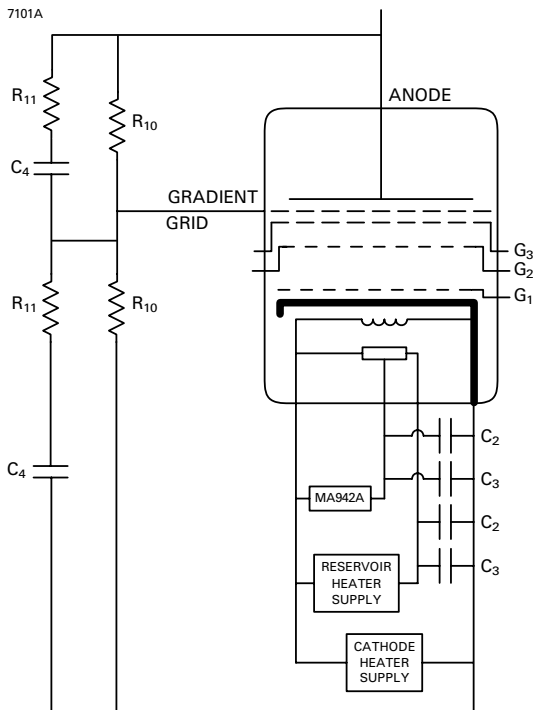 7101A
ANODE
R11
R10
C4
GRADIENT
GRID
G3
G2
G1
R11
R10
C2
C4
C3
MA942A
C2
C3
RESERVOIR
HEATER
SUPPLY
CATHODE
HEATER
SUPPLY